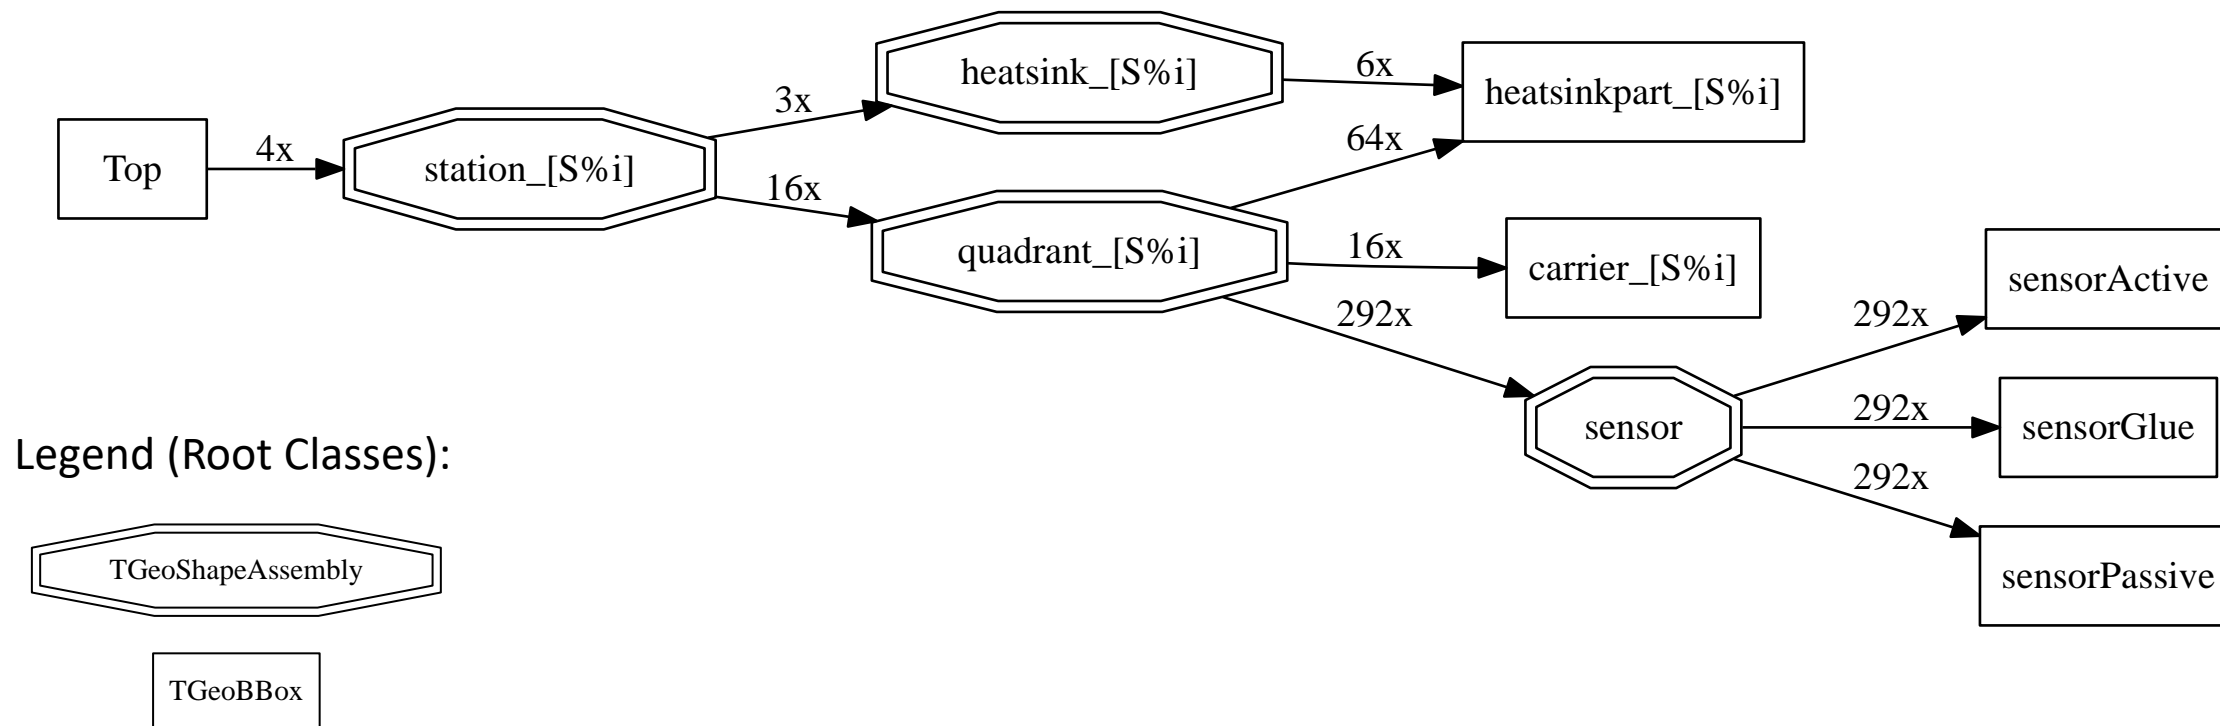 Top
4x
station_[S%i]
3x
16x
heatsink_[S%i]
quadrant_[S%i]
6x
64x
16x
292x
heatsinkpart_[S%i]
carrier_[S%i]
sensor
292x
292x
292x
sensorActive
sensorGlue
sensorPassive
Legend (Root Classes):
TGeoShapeAssembly
TGeoBBox